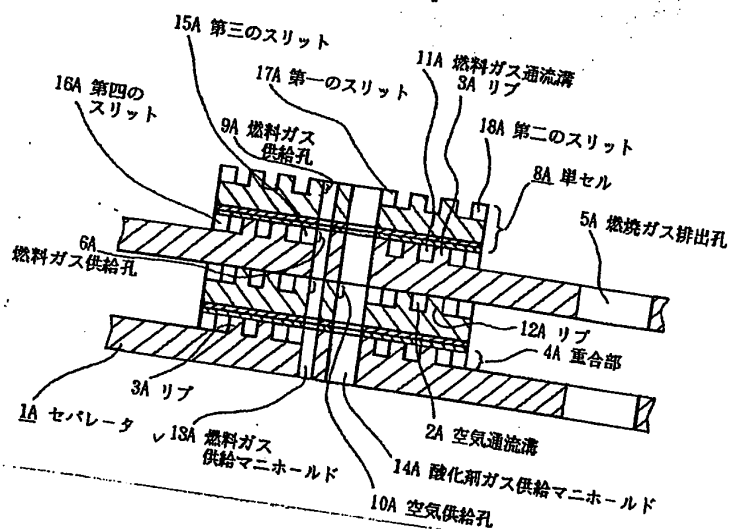 15A 第三のスリット
16A 第四の
スリット
17A 第一のスリット
11A 燃料ガス通流溝
3A リブ
9A 燃料ガス
供給孔
18A 第二のスリット
8A 単セル
5A 燃焼ガス排出孔
6A
燃料ガス供給孔
12A リブ
4A 重合部
3A リブ
2A 空気通流溝
1A セパレータ
13A 燃料ガス
供給マニホールド
14A 酸化剤ガス供給マニホールド
10A 空気供給孔